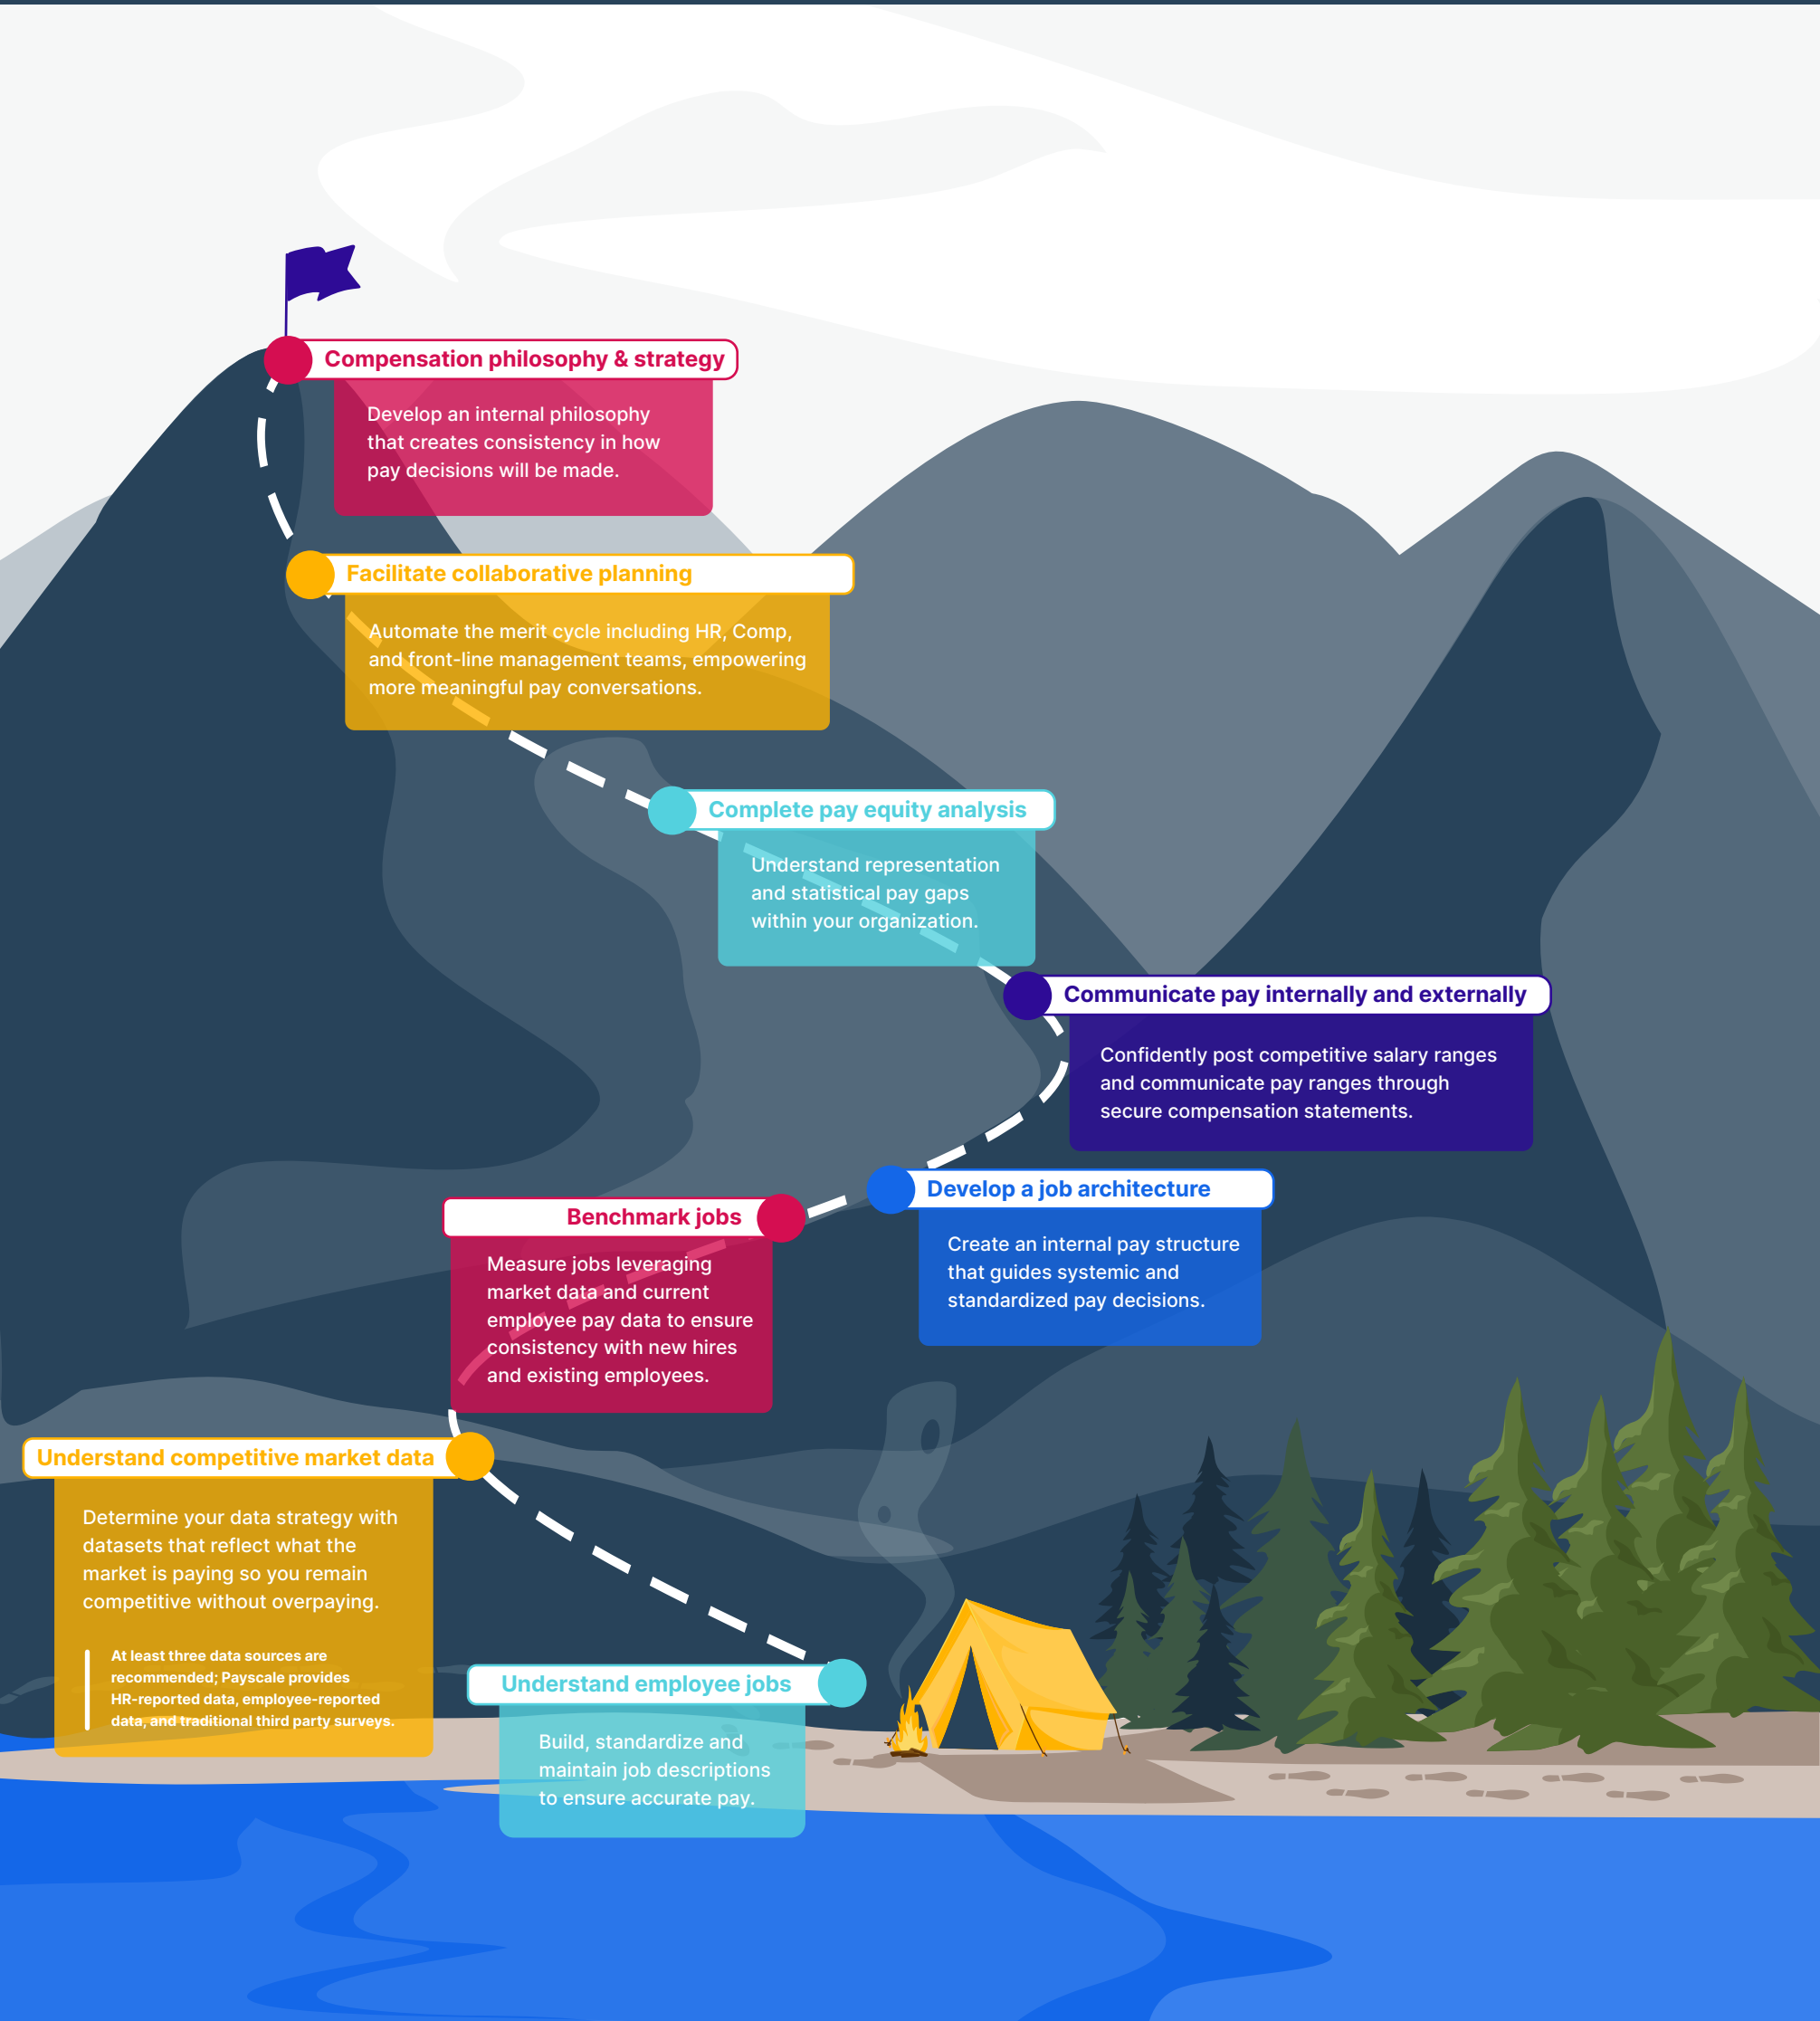 Compensation philosophy & strategy
Develop an internal philosophy
that creates consistency in how
pay decisions will be made.
Facilitate collaborative planning
Automate the merit cycle including HR, Comp,
and front-line management teams, empowering
more meaningful pay conversations.
Complete pay equity analysis
Understand representation
and statistical pay gaps
within your organization.
Communicate pay internally and externally
Confidently post competitive salary ranges
and communicate pay ranges through
secure compensation statements.
Develop a job architecture
Create an internal pay structure
that guides systemic and
standardized pay decisions.
Benchmark jobs
Measure jobs leveraging
market data and current
employee pay data to ensure
consistency with new hires
and existing employees.
Understand competitive market data
Determine your data strategy with
datasets that reflect what the
market is paying so you remain
competitive without overpaying.
At least three data sources are
recommended; Payscale provides
HR-reported data, employee-reported
data, and traditional third party surveys.
Understand employee jobs
Build, standardize and
maintain job descriptions
to ensure accurate pay.